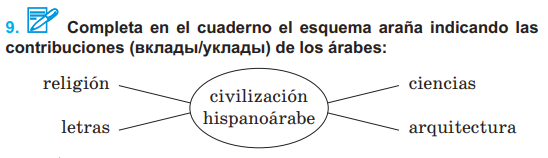 9. Completa en el cuaderno el esquema araña indicando las
contribuciones (вклады/уклады) de los árabes:
religión
civilización
hispanoárabe
ciencias
letras
arquitectura